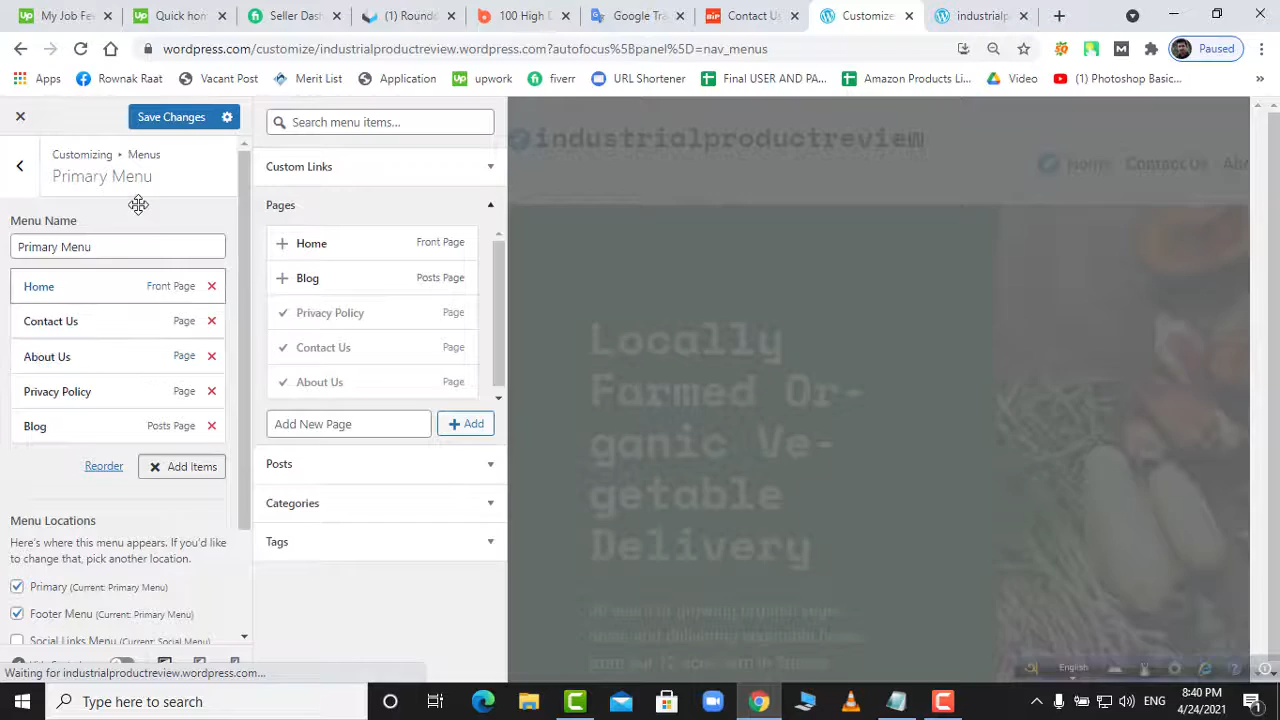 My Job Fee
Quick hon
Seller Dash
(1) Rounda
100 High D
Google Tra
Contact Us
Customize
Industrialp
wordpress.com/customize/industrialproductreview.wordpress.com?autofocus%5Bpanel%5D=nav_menus
Paused
Apps
Rownak Raat
Vacant Post
Merit List
Application
upwork
fiverr
URL Shortener
Final USER AND PA...
Amazon Products Li...
Video
(1) Photoshop Basic...
Save Changes
Search menu items...
industrialproductreview
Customizing ▸ Menus
Primary Menu
Custom Links
Home Contact Us Abo
Menu Name
Pages
Primary Menu
Home Front Page
Home Front Page
Blog Posts Page
Contact Us Page
Privacy Policy Page
About Us Page
Contact Us Page
Privacy Policy Page
About Us Page
Blog Posts Page
Add New Page
+ Add
Reorder
Add Items
Posts
Categories
Tags
Locally
Farmed Or-
ganic Ve-
getable
Delivery
Menu Locations
Here's where this menu appears. If you'd like
to change that, pick another location.
Primary (Current: Primary Menu)
Footer Menu (Current: Primary Menu)
Social Links Menu (Current: Social Menu)
Waiting for industrialproductreview.wordpress.com...
English
Type here to search
ENG
8:40 PM
4/24/2021